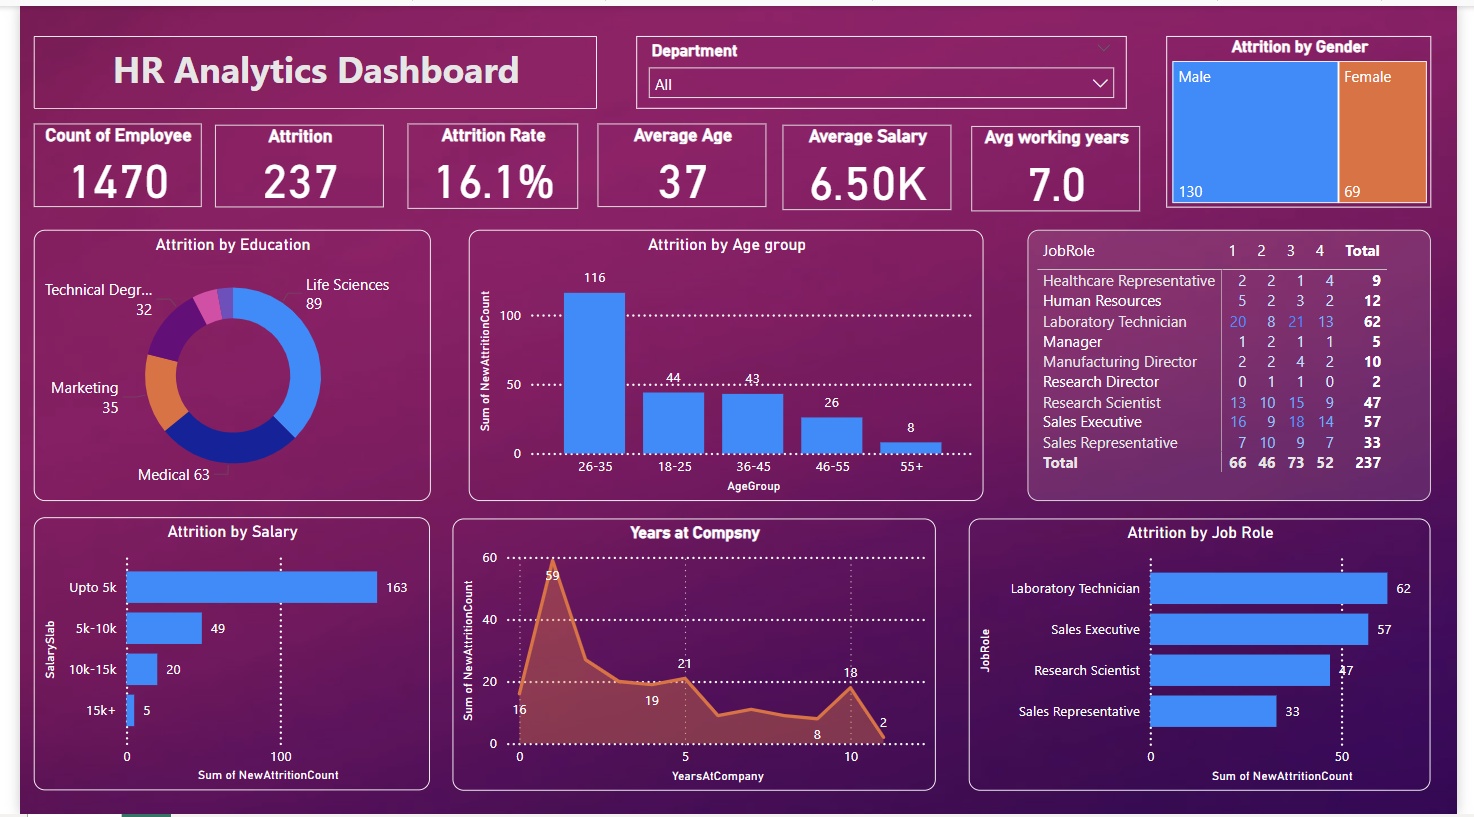 HR Analytics Dashboard
Department
All
Attrition by Gender
Male
Female
130
69
Count of Employee
1470
Attrition
237
Attrition Rate
16.1%
Average Age
37
Average Salary
6.50K
Avg working years
7.0
Attrition by Education
Life Sciences
89
Technical Degr...
32
Marketing
35
Medical 63
Attrition by Age group
Sum of NewAttritionCount
100
50
0
116
44
43
26
8
26-35 18-25 36-45 46-55 55+
AgeGroup
JobRole 1 2 3 4 Total
Healthcare Representative 2 2 1 4 9
Human Resources 5 2 3 2 12
Laboratory Technician 20 8 21 13 62
Manager 1 2 1 1 5
Manufacturing Director 2 2 4 2 10
Research Director 0 1 1 0 2
Research Scientist 13 10 15 9 47
Sales Executive 16 9 18 14 57
Sales Representative 7 10 9 7 33
Total 66 46 73 52 237
Attrition by Salary
SalarySlab
Upto 5k 163
5k-10k 49
10k-15k 20
15k+ 5
0 100
Sum of NewAttritionCount
Years at Compsny
Sum of NewAttritionCount
60
40
20
0
16
59
19
21
8
18
2
0 5 10
YearsAtCompany
Attrition by Job Role
JobRole
Laboratory Technician 62
Sales Executive 57
Research Scientist 47
Sales Representative 33
0 50
Sum of NewAttritionCount